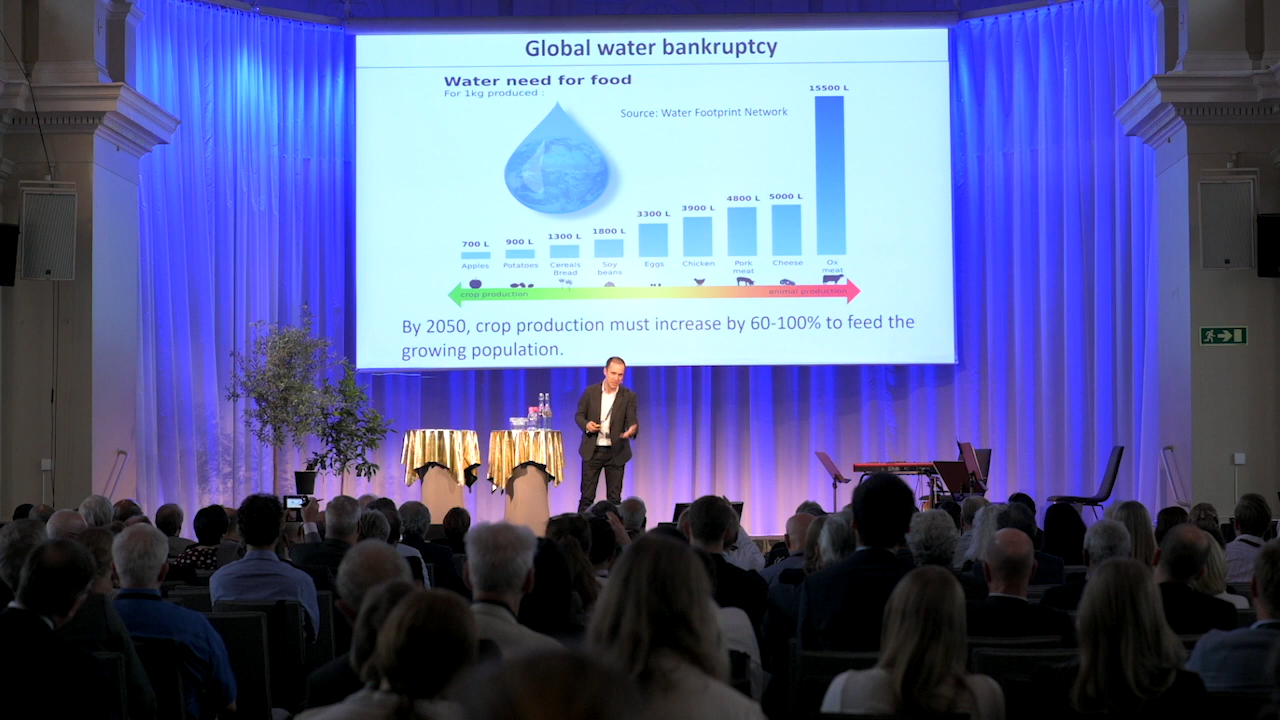 Global water bankruptcy
Water need for food
For 1kg produced :
Source: Water Footprint Network
15500 L
5000 L
4800 L
3900 L
3300 L
1800 L
1300 L
900 L
700 L
Apples
Potatoes
Cereals
Bread
Soy
beans
Eggs
Chicken
Pork
meat
Cheese
Ox
meat
crop production
animal production
By 2050, crop production must increase by 60-100% to feed the
growing population.